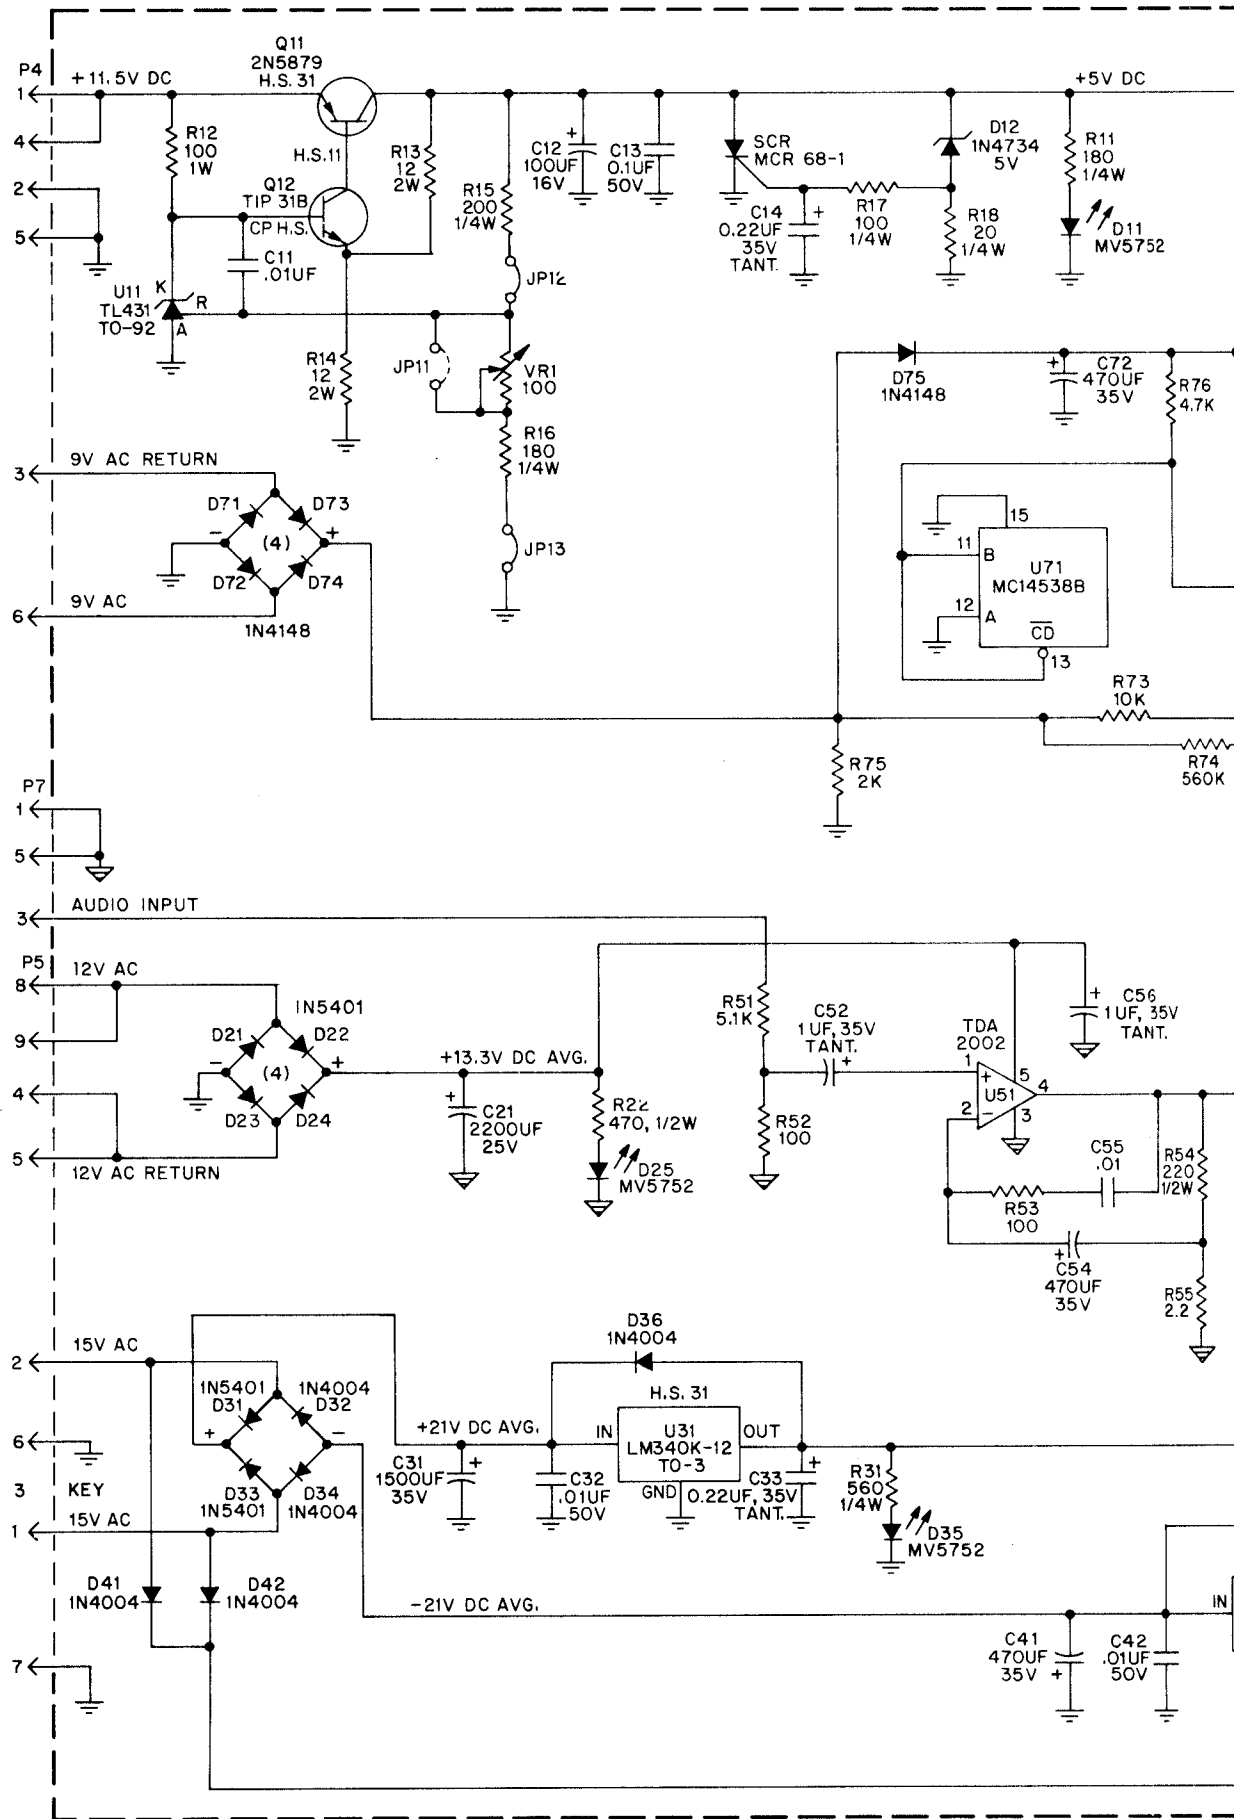 Q11
2N5879
H.S. 31
P4
+11.5V DC
+5V DC
1
4
2
5
R12
100
1W
H.S.11
Q12
TIP 31B
CP H.S.
R13
12
2W
R15
200
1/4W
C12
100UF
16V
+
C13
0.1UF
50V
SCR
MCR 68-1
D12
1N4734
5V
R11
180
1/4W
C14
0.22UF
35V
TANT.
+
R17
100
1/4W
R18
20
1/4W
D11
MV5752
C11
.01UF
JP12
U11
TL431
TO-92
K
R
A
R14
12
2W
JP11
VR1
100
R16
180
1/4W
JP13
D75
1N4148
+
C72
470UF
35V
R76
4.7K
3
9V AC RETURN
D71
D73
-
(4)
+
D72
D74
6
9V AC
1N4148
15
11
B
U71
MC14538B
12
A
CD
13
R73
10K
R74
560K
R75
2K
P7
1
5
3
AUDIO INPUT
P5
8
12V AC
9
4
5
12V AC RETURN
1N5401
D21
D22
-
(4)
+
D23
D24
+13.3V DC AVG.
+
C21
2200UF
25V
R22
470, 1/2W
D25
MV5752
R51
5.1K
C52
1UF, 35V
TANT.
+
R52
100
TDA
2002
1
+
U51
2
-
5
4
3
+
C56
1UF, 35V
TANT.
C55
.01
R53
100
R54
220
1/2W
+
C54
470UF
35V
R55
2.2
2
15V AC
1N5401
D31
1N4004
D32
+
-
6
D33
1N5401
D34
1N4004
3
KEY
1
15V AC
D41
1N4004
D42
1N4004
7
D36
1N4004
H.S. 31
+21V DC AVG.
IN
U31
LM340K-12
TO-3
OUT
GND
C31
1500UF
35V
+
C32
.01UF
50V
C33
0.22UF, 35V
TANT.
+
R31
560
1/4W
D35
MV5752
-21V DC AVG.
C41
470UF
35V
+
C42
.01UF
50V
IN